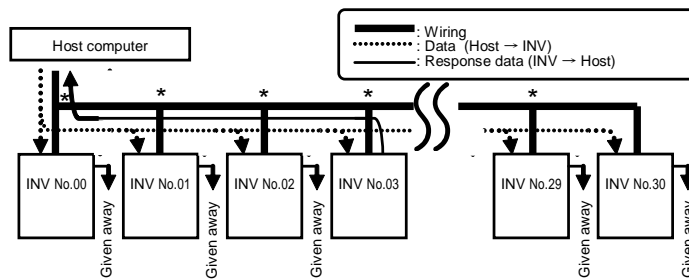 Host computer
: Wiring
: Data (Host → INV)
: Response data (INV → Host)
* * * * *
INV No.00
INV No.01
INV No.02
INV No.03
INV No.29
INV No.30
Given away
Given away
Given away
Given away
Given away
Given away